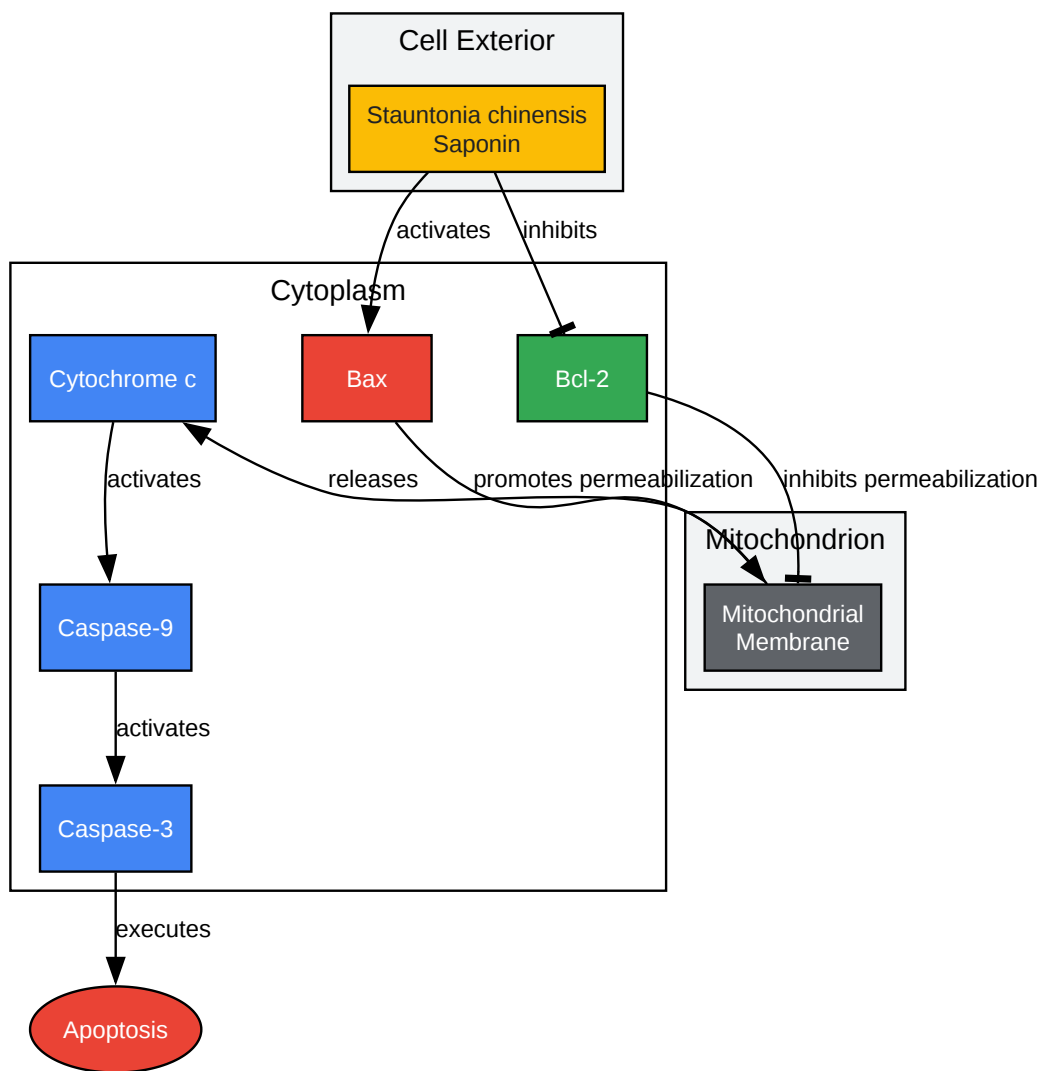 Cell Exterior
Stauntonia chinensis
Saponin
activates
inhibits
Cytoplasm
Cytochrome c
Bax
Bcl-2
activates
releases
promotes permeabilization
inhibits permeabilization
Mitochondrion
Caspase-9
Mitochondrial
Membrane
activates
Caspase-3
executes
Apoptosis